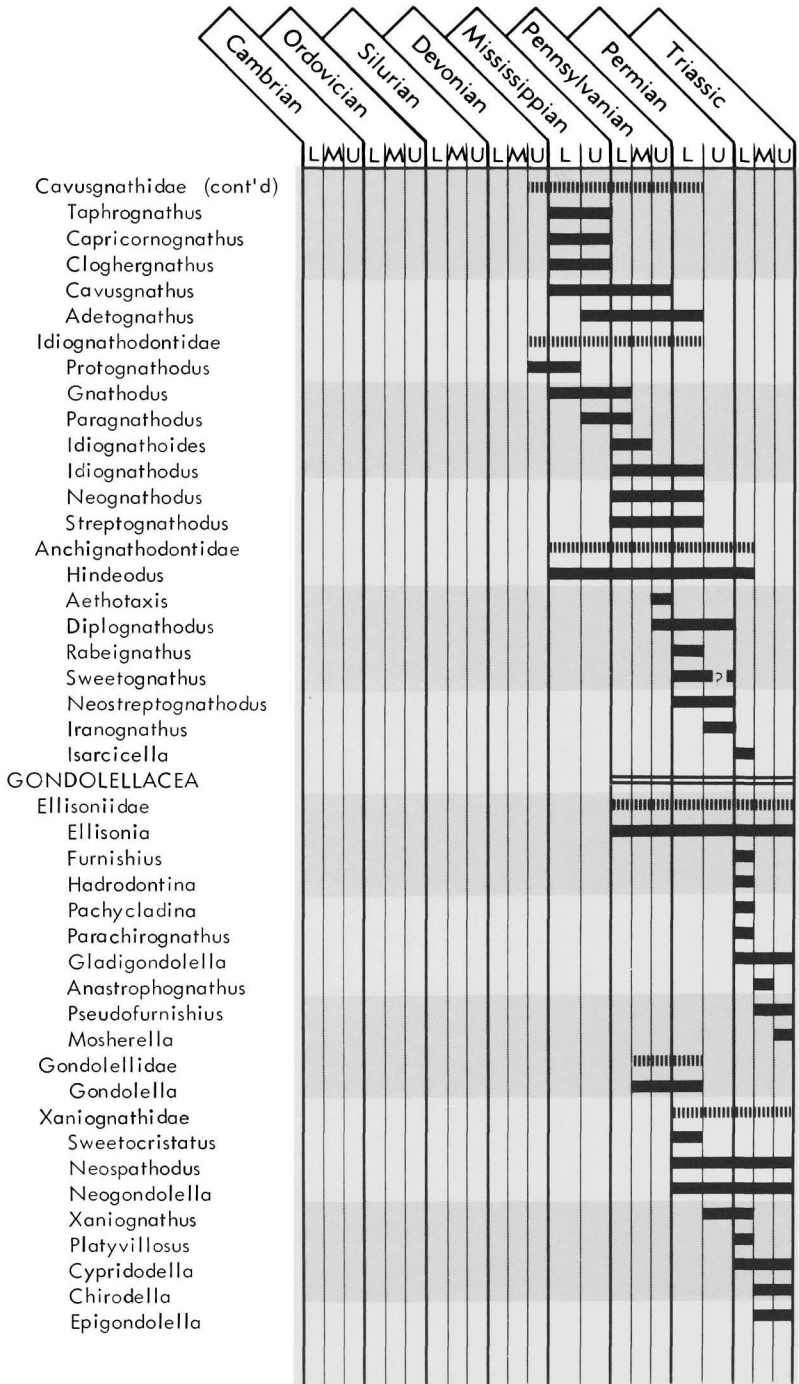 Cambrian
Ordovician
Silurian
Devonian
Mississippian
Pennsylvanian
Permian
Triassic
L M U L M U L M U L M U L U L M U L U L M U
Cavusgnathidae (cont'd)
Taphrognathus
Capricornognathus
Cloghergnathus
Cavusgnathus
Adetognathus
Idiognathodontidae
Protognathodus
Gnathodus
Paragnathodus
Idiognathoides
Idiognathodus
Neognathodus
Streptognathodus
Anchignathodontidae
Hindeodus
Aethotaxis
Diplognathodus
Rabeignathus
Sweetognathus ?
Neostreptognathodus
Iranognathus
Isarcicella
GONDOLELLACEA
Ellisoniidae
Ellisonia
Furnishius
Hadrodontina
Pachycladina
Parachirognathus
Gladigondolella
Anastrophognathus
Pseudofurnishius
Mosherella
Gondolellidae
Gondolella
Xaniognathidae
Sweetocristatus
Neospathodus
Neogondolella
Xaniognathus
Platyvillosus
Cypridodella
Chirodella
Epigondolella